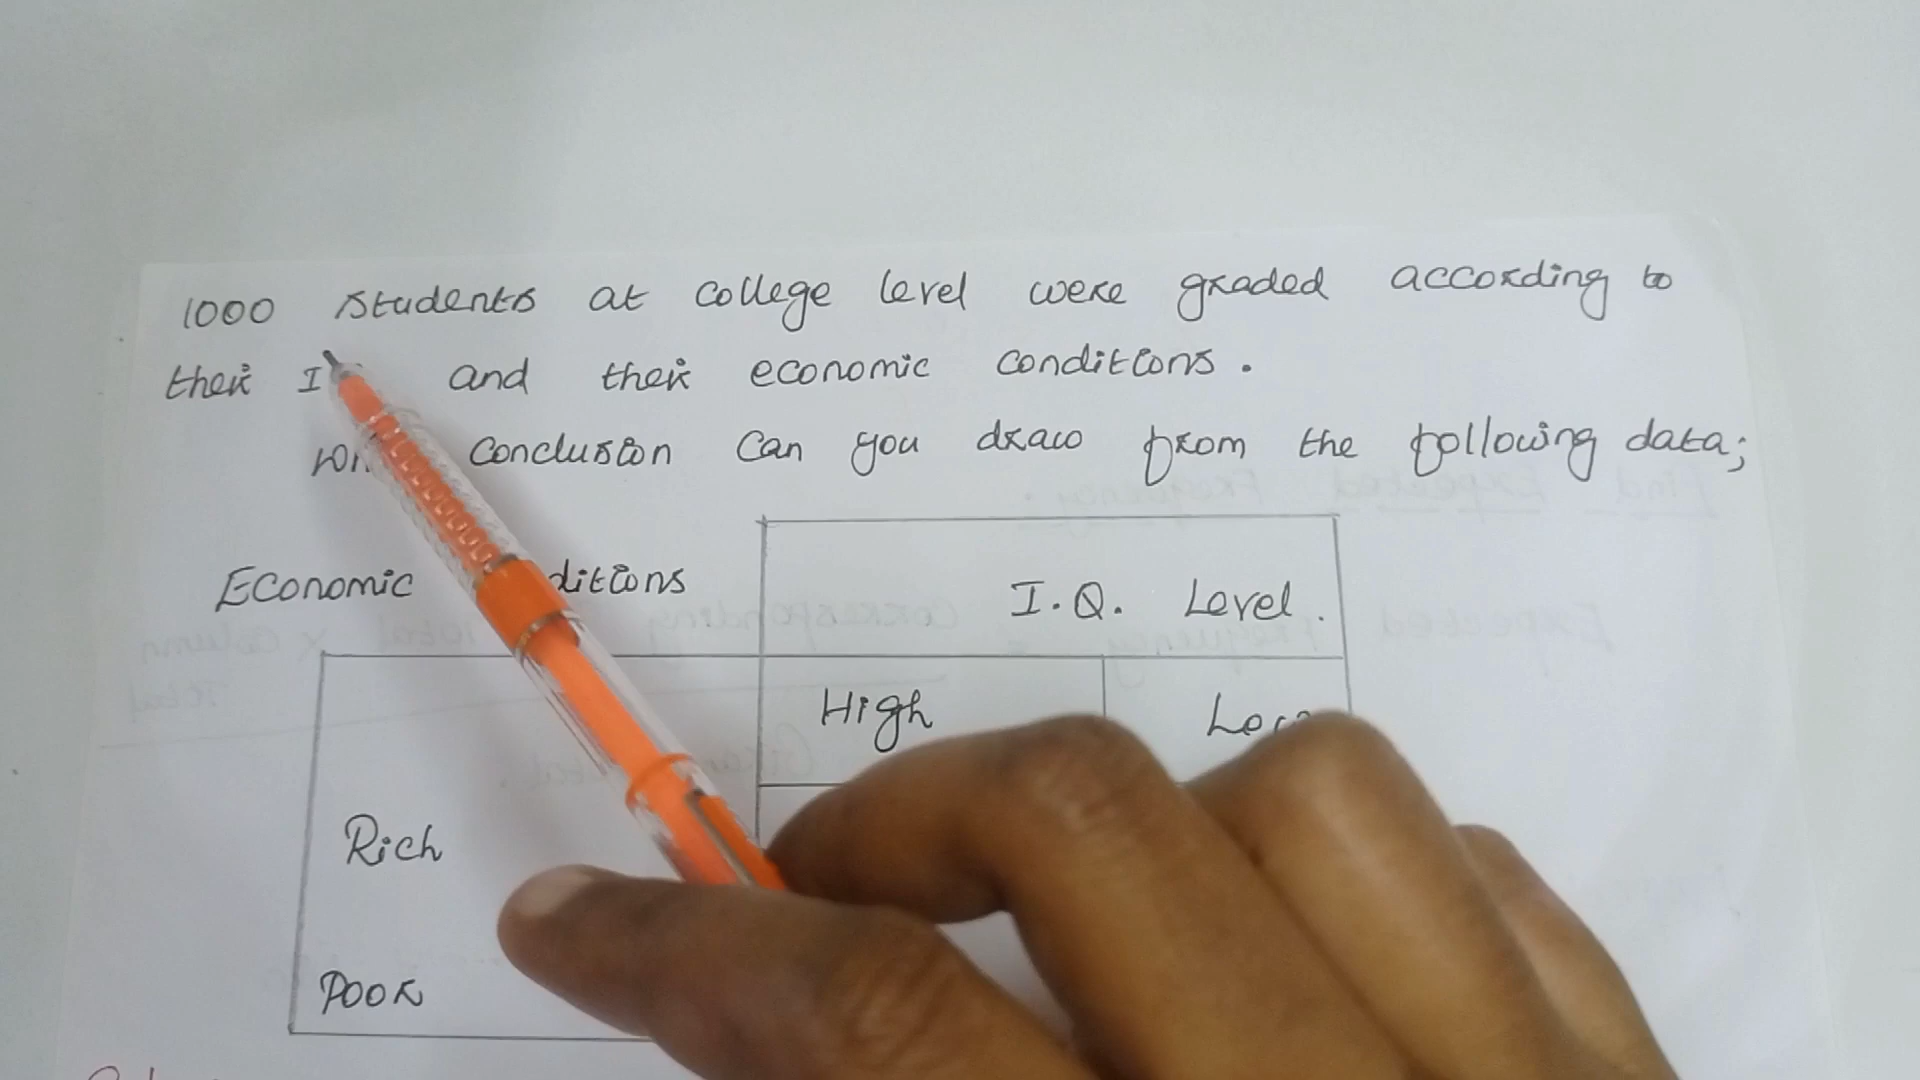 1000 students at college level were graded according to
their I and their economic conditions.
conclusion can you draw from the following data;
Economic ditions
I.Q. Level.
High
Rich
Poor